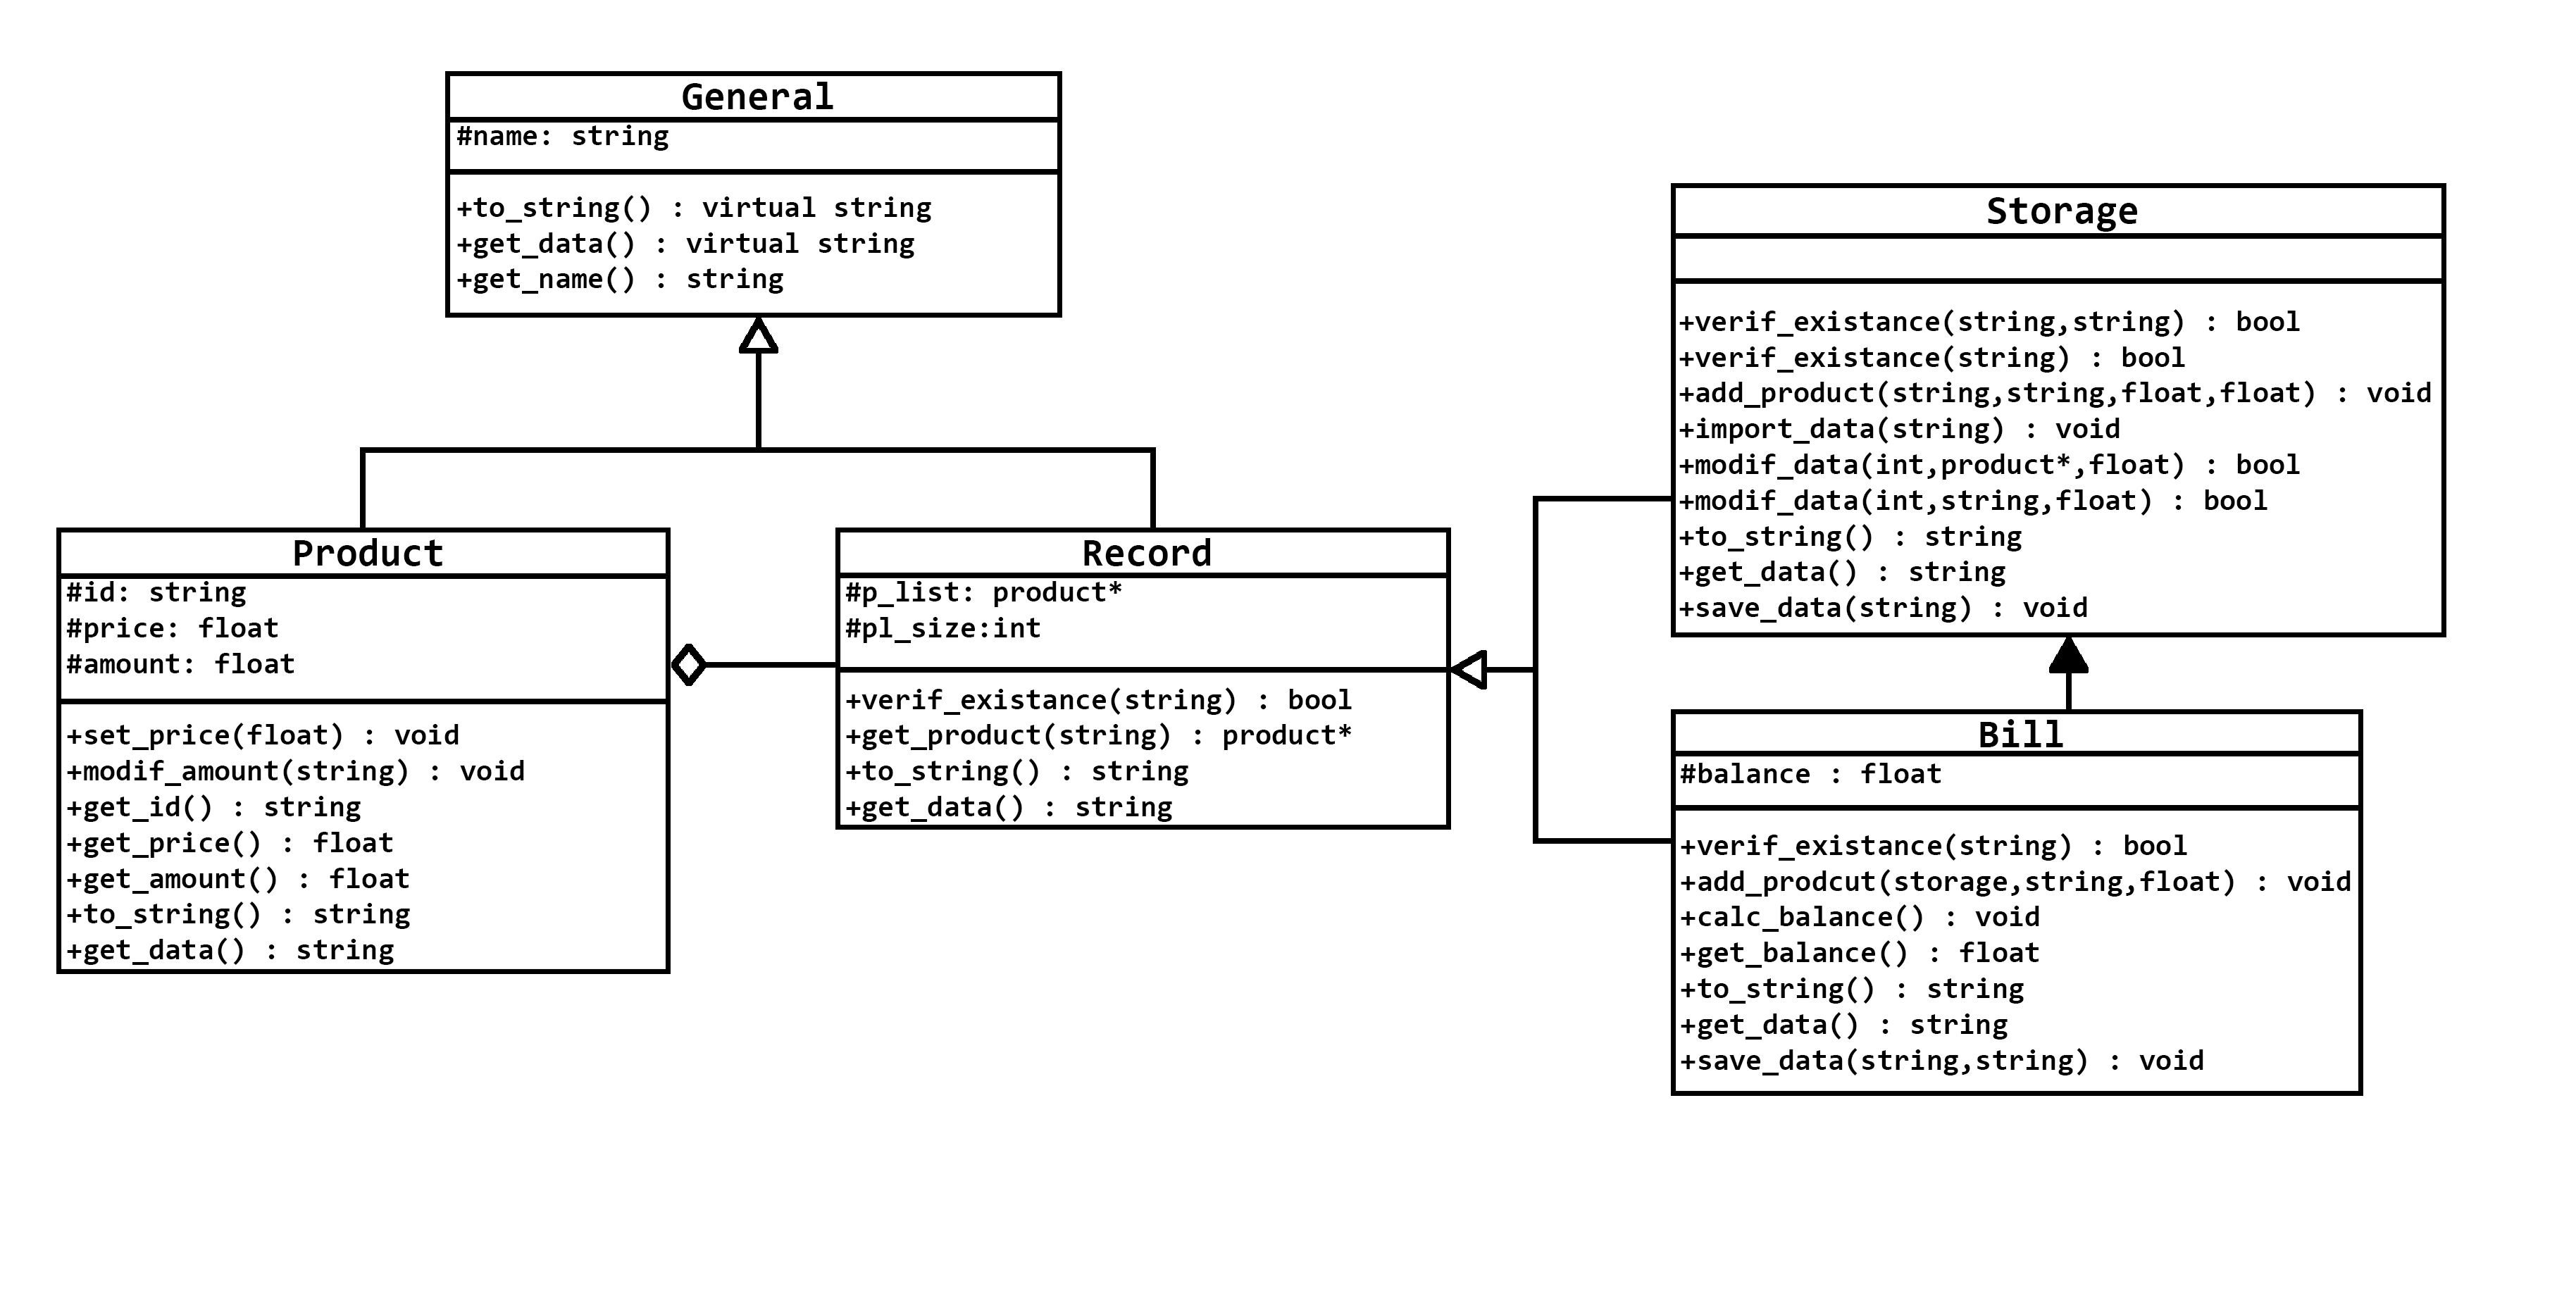 General
#name: string
+to_string() : virtual string
+get_data() : virtual string
+get_name() : string
Product
#id: string
#price: float
#amount: float
+set_price(float) : void
+modif_amount(string) : void
+get_id() : string
+get_price() : float
+get_amount() : float
+to_string() : string
+get_data() : string
Record
#p_list: product*
#pl_size:int
+verif_existance(string) : bool
+get_product(string) : product*
+to_string() : string
+get_data() : string
Storage
+verif_existance(string,string) : bool
+verif_existance(string) : bool
+add_product(string,string,float,float) : void
+import_data(string) : void
+modif_data(int,product*,float) : bool
+modif_data(int,string,float) : bool
+to_string() : string
+get_data() : string
+save_data(string) : void
Bill
#balance : float
+verif_existance(string) : bool
+add_prodcut(storage,string,float) : void
+calc_balance() : void
+get_balance() : float
+to_string() : string
+get_data() : string
+save_data(string,string) : void